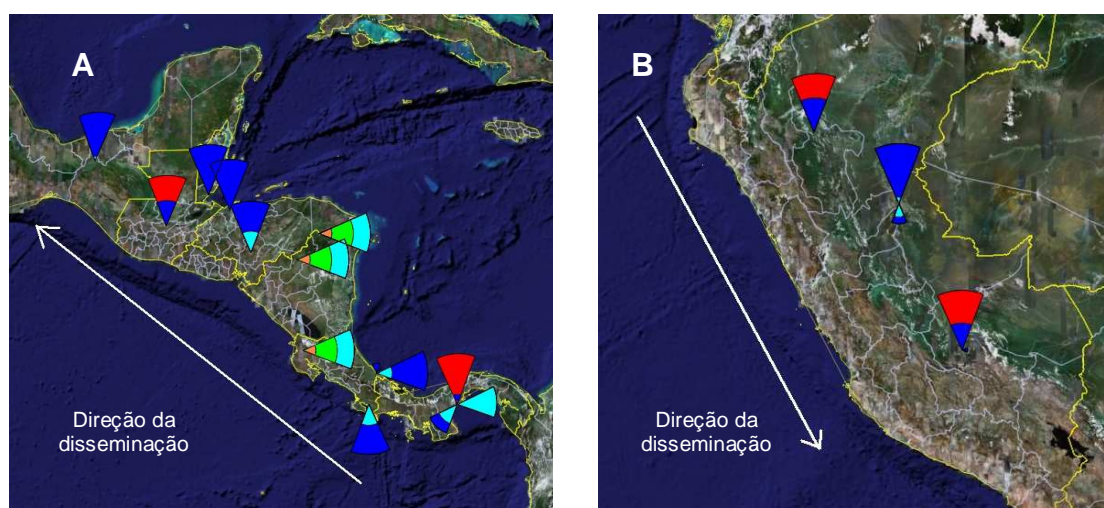 A
Direção da
disseminação
B
Direção da
disseminação